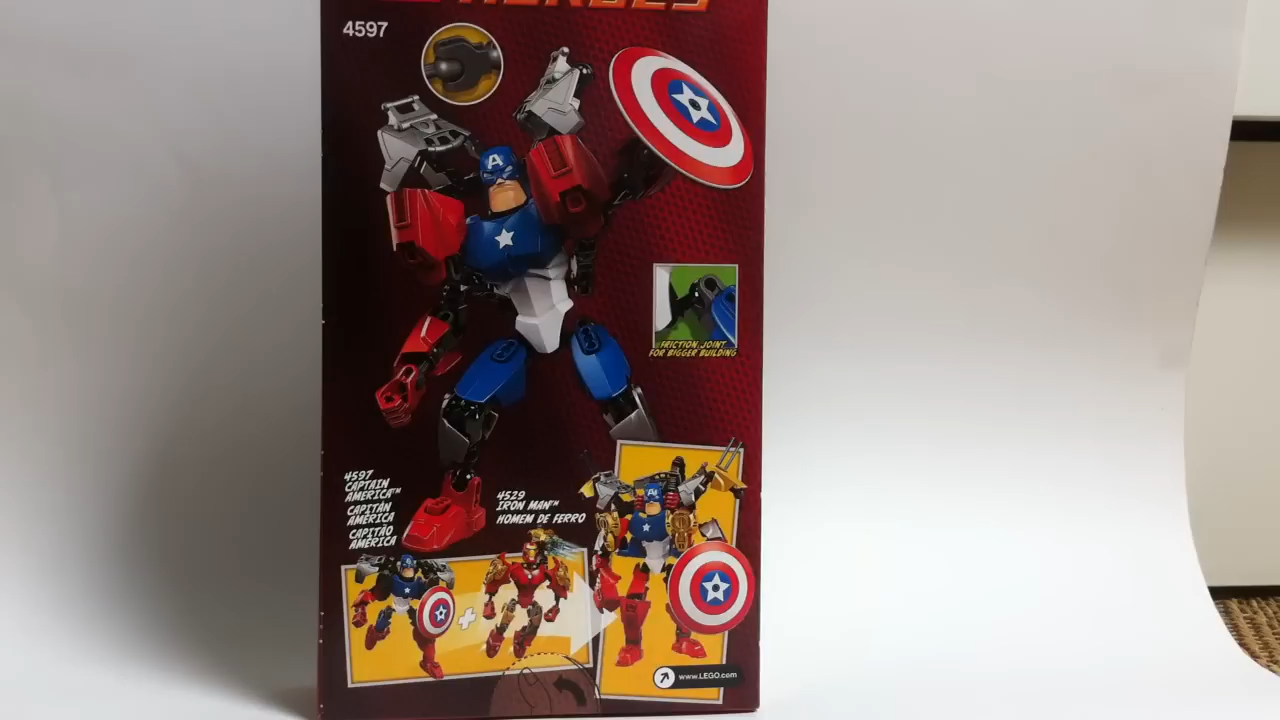 HEROES
4597
A
FRICTION JOINT
FOR BIGGER BUILDING
4597
CAPTAIN
AMERICA™
CAPITÁN
AMÉRICA
CAPITÃO
AMÉRICA
4529
IRON MAN™
HOMEM DE FERRO
A
www.LEGO.com